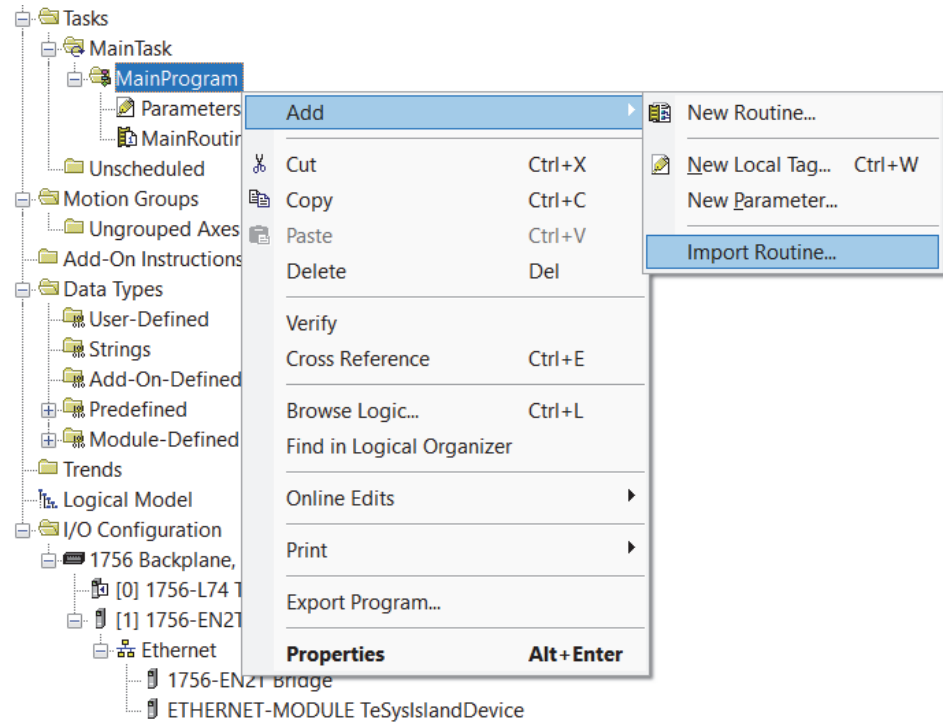 Tasks
MainTask
MainProgram
Parameters
MainRoutin
Unscheduled
Motion Groups
Ungrouped Axes
Add-On Instructions
Data Types
User-Defined
Strings
Add-On-Defined
Predefined
Module-Defined
Trends
Logical Model
I/O Configuration
1756 Backplane,
[0] 1756-L74 T
[1] 1756-EN2T
Ethernet
1756-EN2T Bridge
ETHERNET-MODULE TeSysIslandDevice
Add
Cut Ctrl+X
Copy Ctrl+C
Paste Ctrl+V
Delete Del
Verify
Cross Reference Ctrl+E
Browse Logic... Ctrl+L
Find in Logical Organizer
Online Edits
Print
Export Program...
Properties Alt+Enter
New Routine...
New Local Tag... Ctrl+W
New Parameter...
Import Routine...